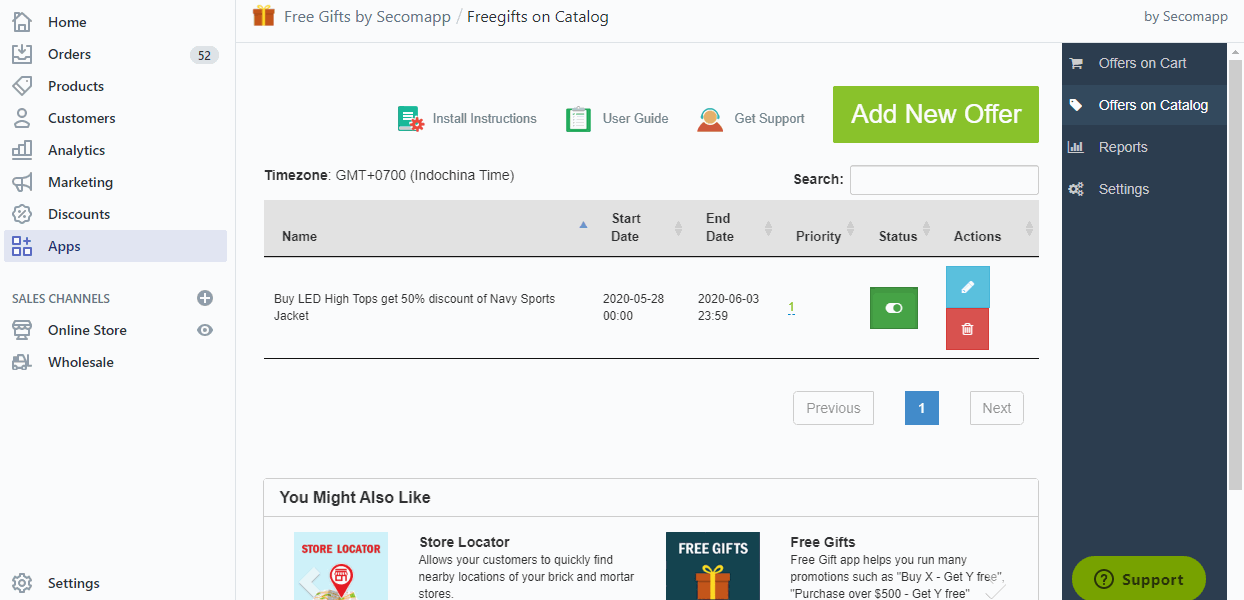 Home
Orders 52
Products
Customers
Analytics
Marketing
Discounts
Apps
SALES CHANNELS
Online Store
Wholesale
Settings
Free Gifts by Secomapp / Freegifts on Catalog
by Secomapp
Install Instructions User Guide Get Support Add New Offer
Timezone: GMT+0700 (Indochina Time)
Search:
Name Start Date End Date Priority Status Actions
Buy LED High Tops get 50% discount of Navy Sports 2020-05-28 2020-06-03 1
Jacket 00:00 23:59
Previous 1 Next
You Might Also Like
STORE LOCATOR
Store Locator
Allows your customers to quickly find
nearby locations of your brick and mortar
stores.
FREE GIFTS
Free Gifts
Free Gift app helps you run many
promotions such as "Buy X - Get Y free",
"Purchase over $500 - Get Y free"
Offers on Cart
Offers on Catalog
Reports
Settings
Support